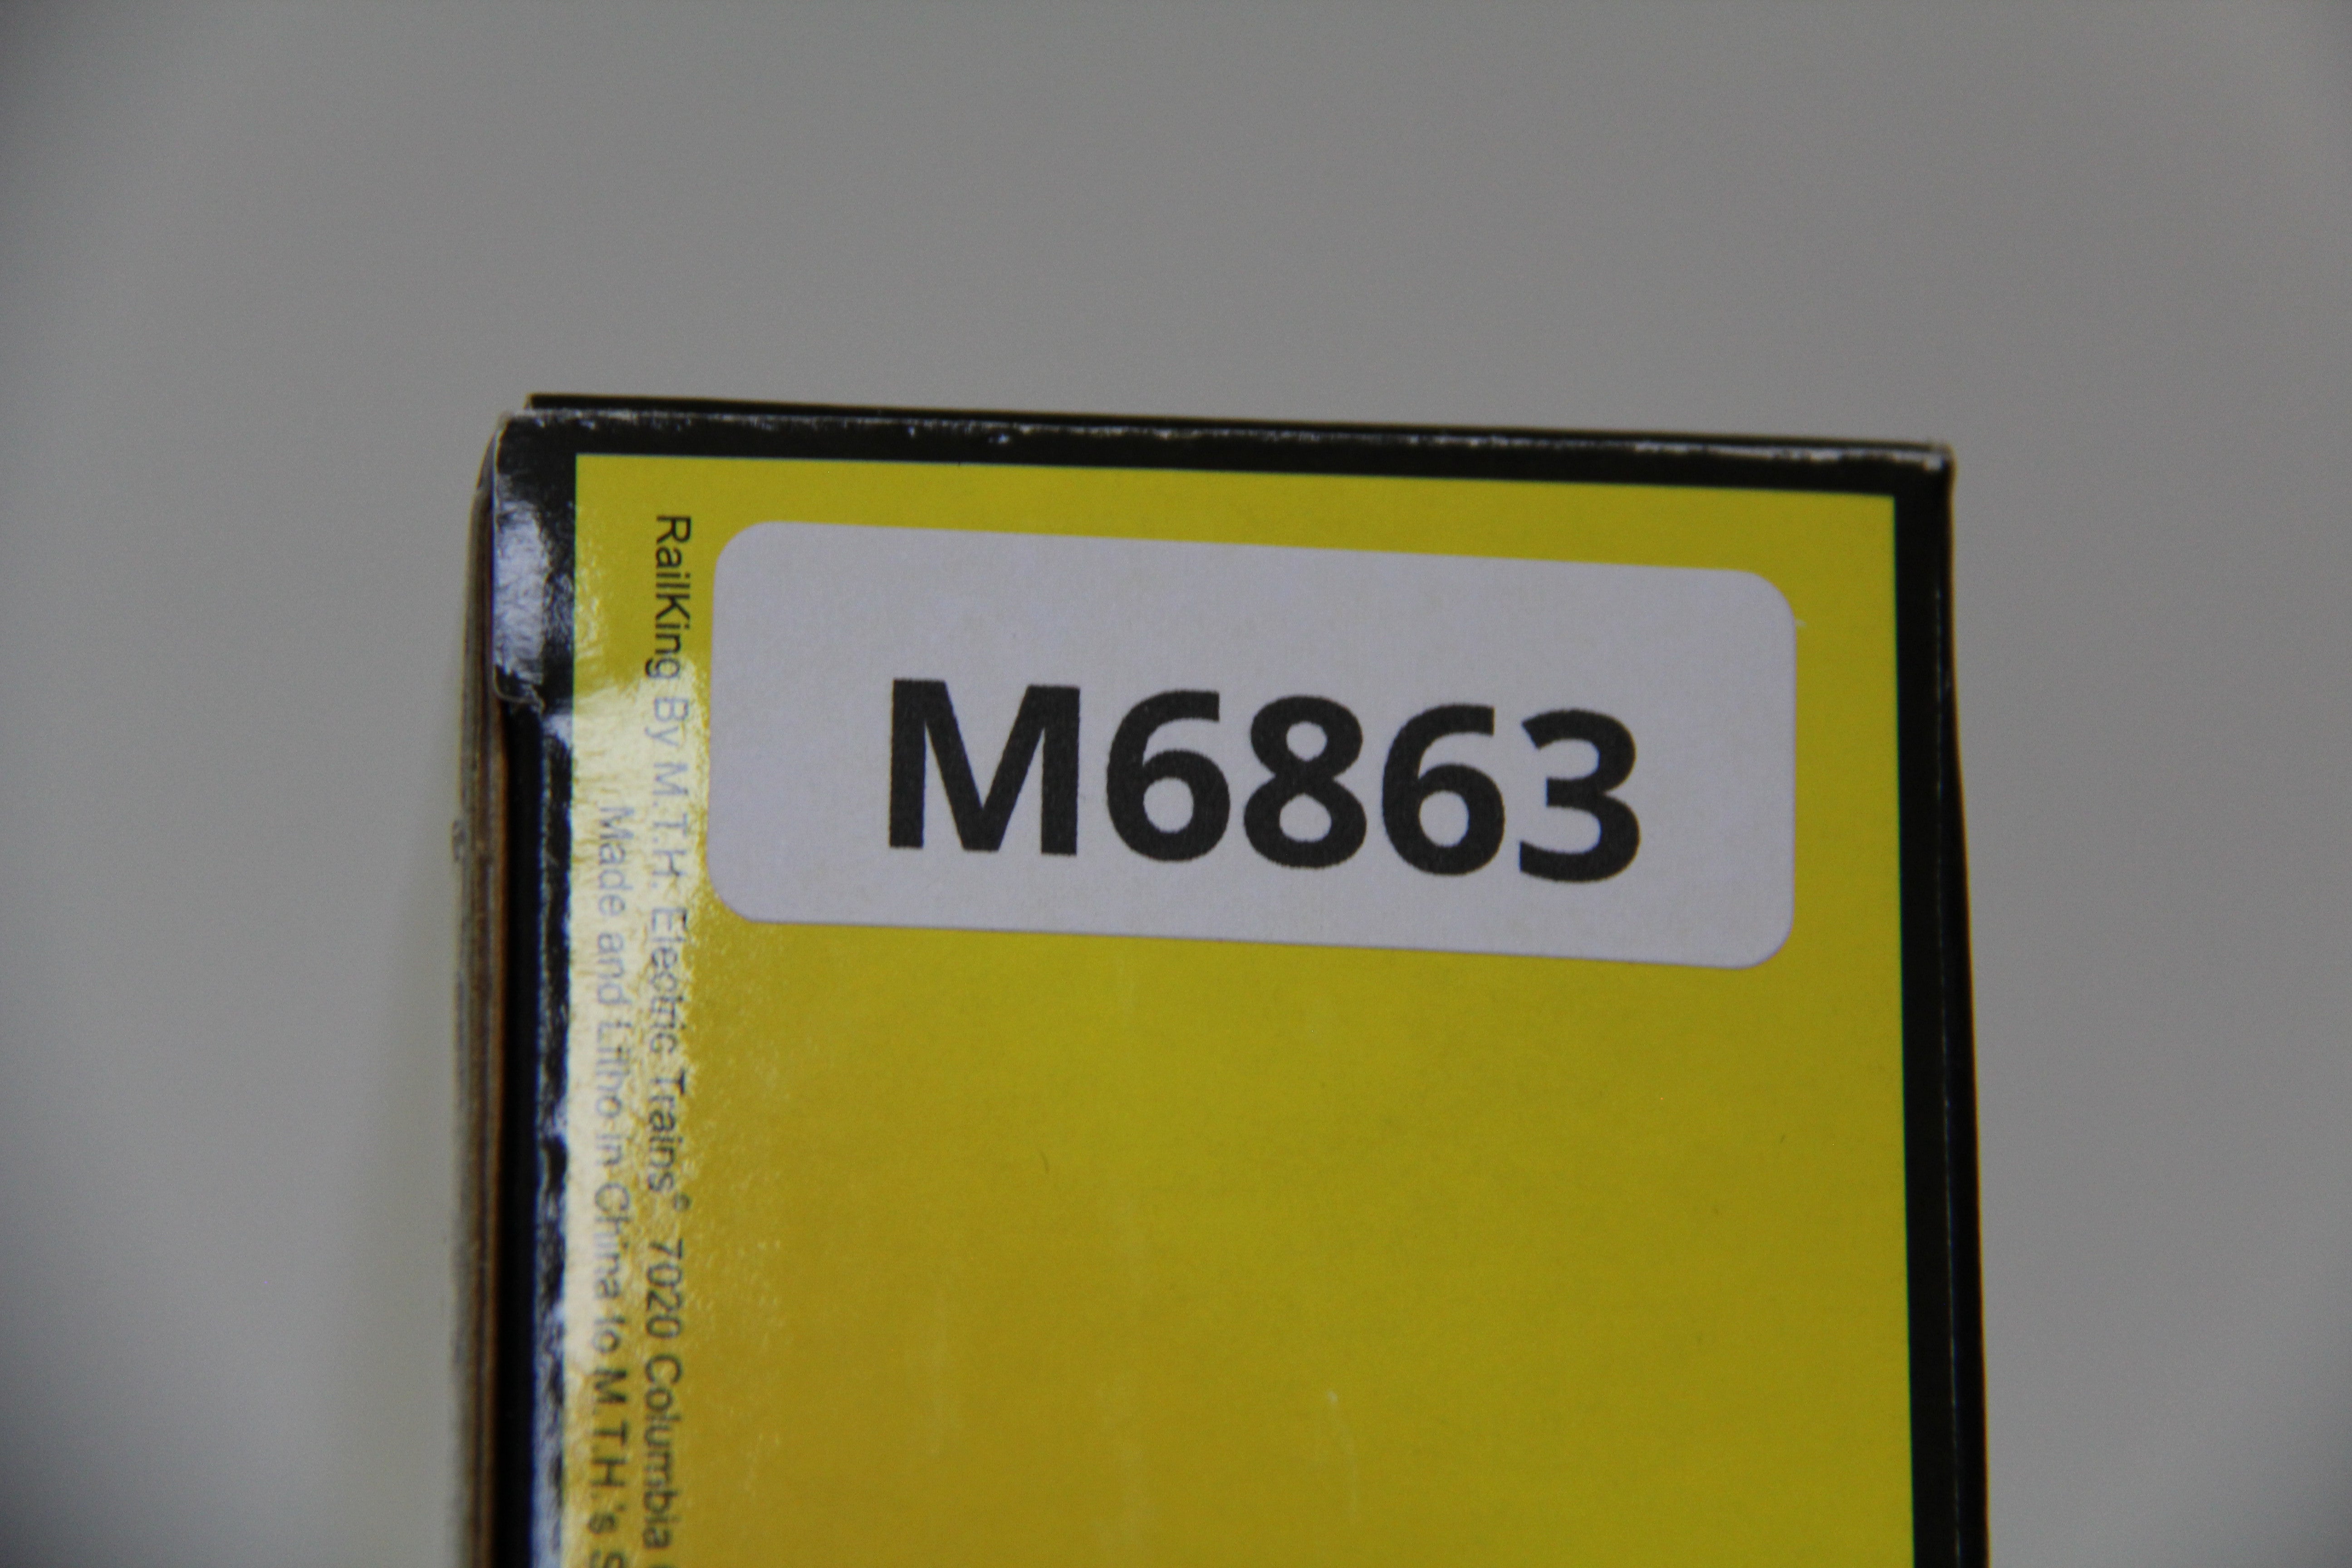 M6863
RailKing By M.T.H. Electric Trains© 7020 Columbia
Made and Litho in China to M.T.H.'s